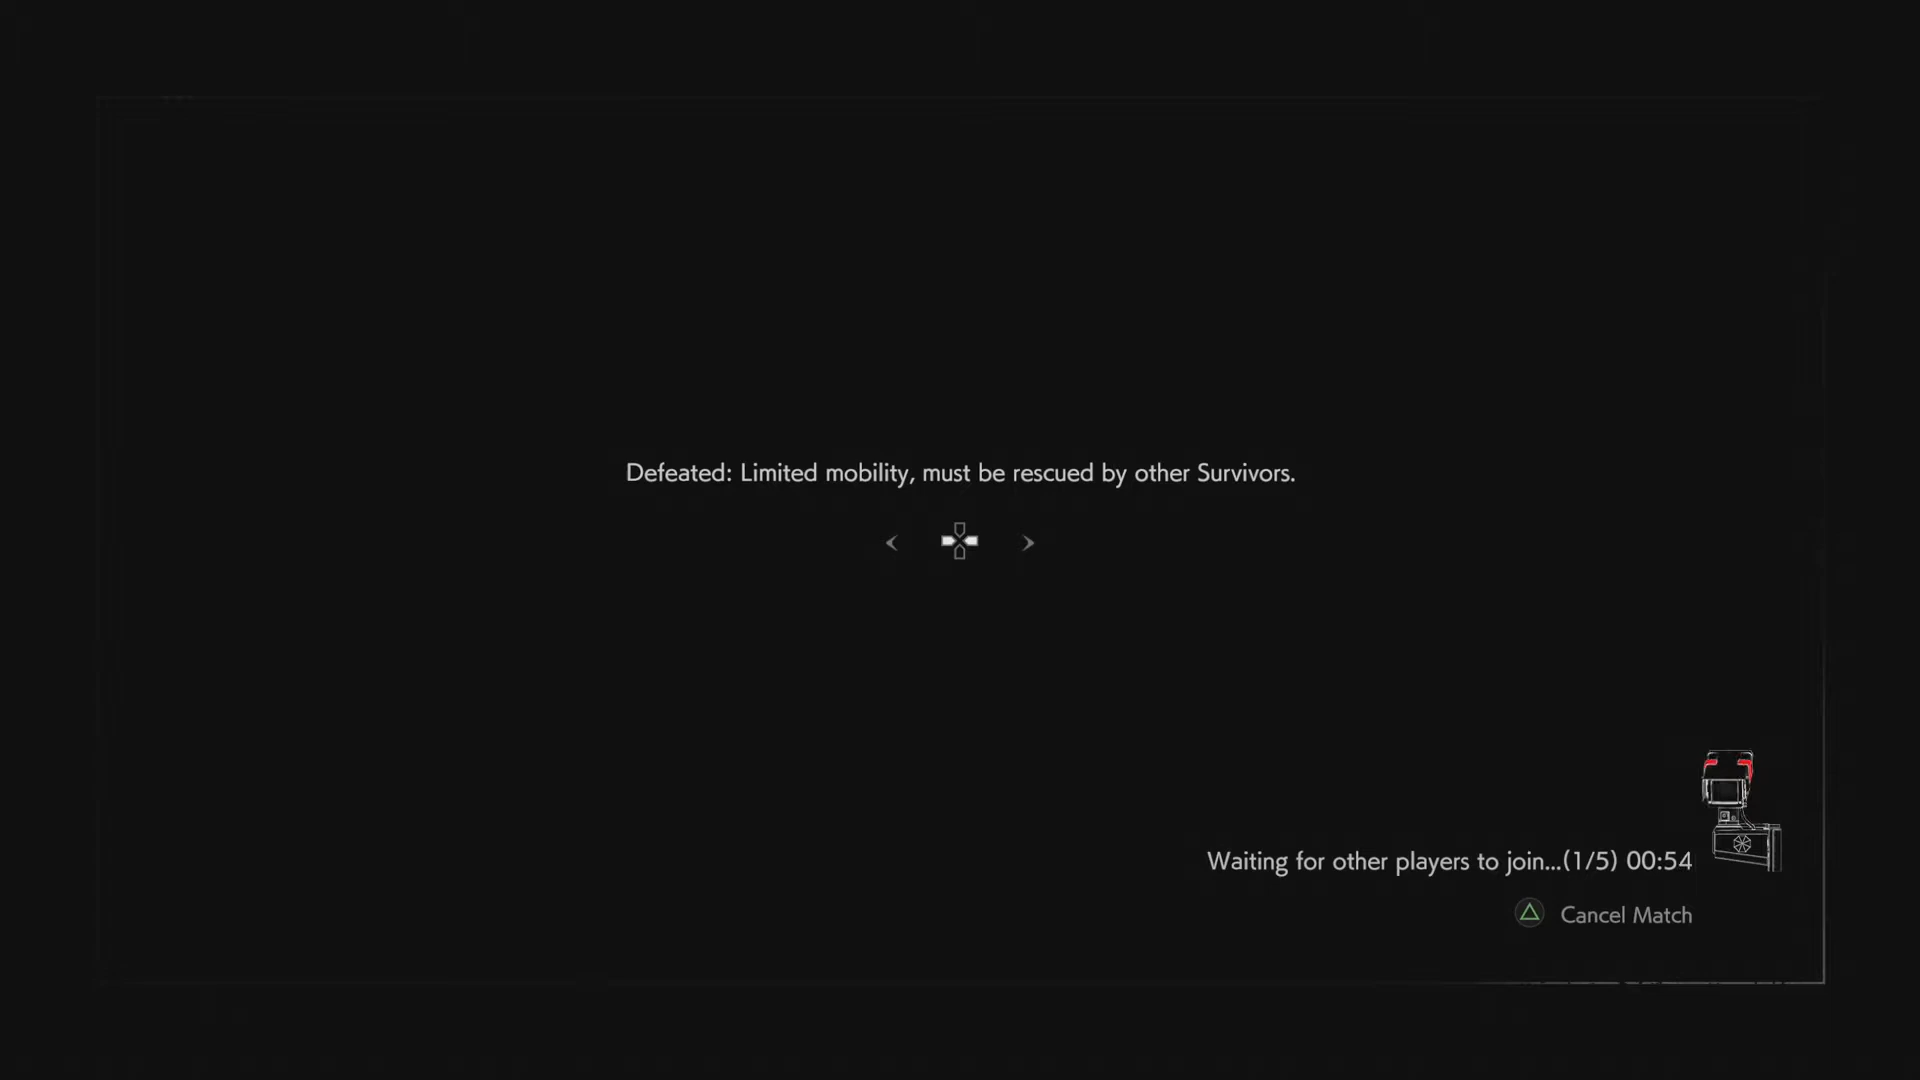 Defeated: Limited mobility, must be rescued by other Survivors.
Waiting for other players to join...(1/5) 00:54
Cancel Match